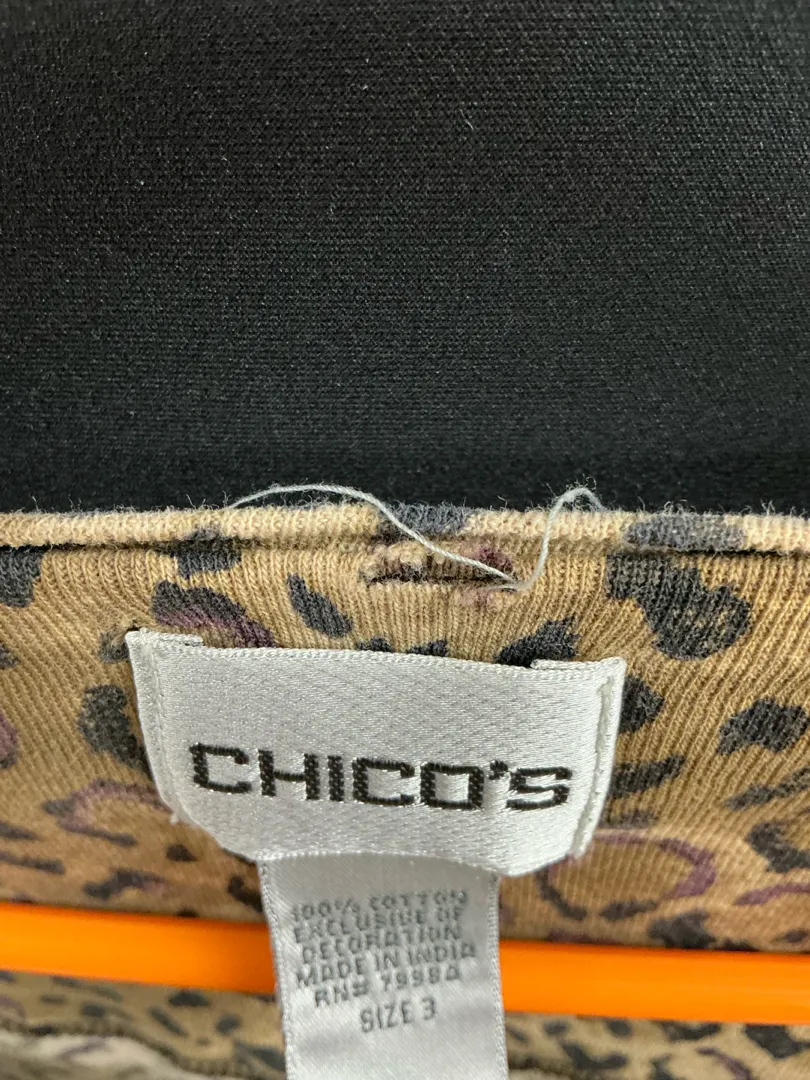 CHICO'S
100% COTTON
EXCLUSIVE OF
DECORATION
MADE IN INDIA
RN# 79984
SIZE 3